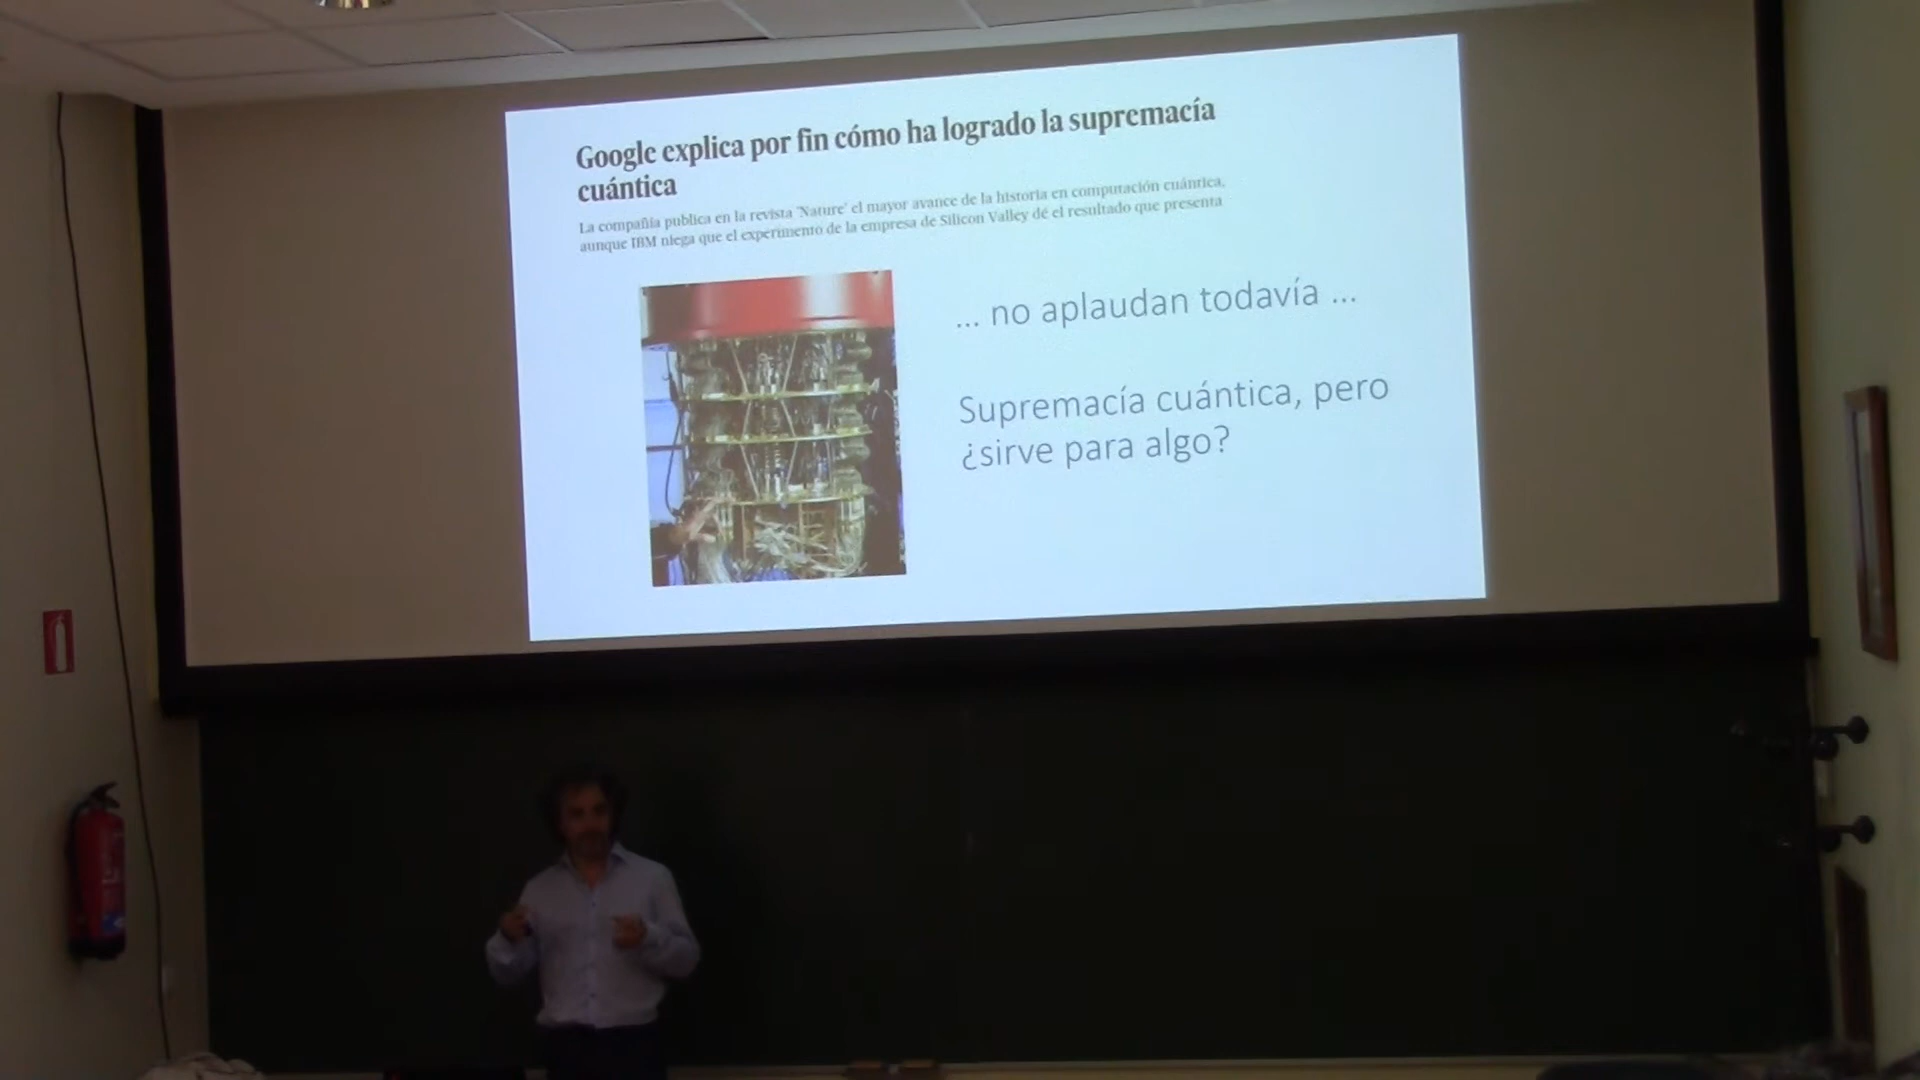 Google explica por fin cómo ha logrado la supremacía
cuántica
La compañía publica en la revista 'Nature' el mayor avance de la historia en computación cuántica,
aunque IBM niega que el experimento de la empresa de Silicon Valley dé el resultado que presenta
... no aplaudan todavía ...
Supremacía cuántica, pero
¿sirve para algo?